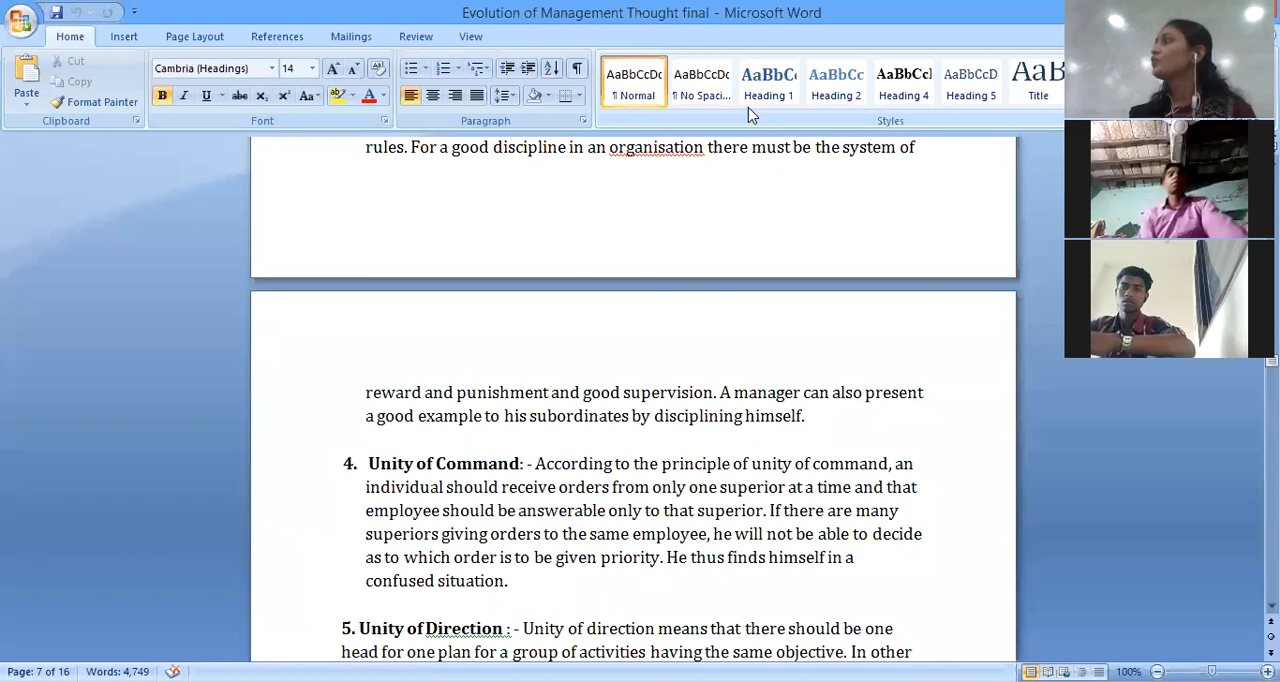 Evolution of Management Thought final - Microsoft Word
Home Insert Page Layout References Mailings Review View
Paste
Cut
Copy
Format Painter
Clipboard
Cambria (Headings) 14
B I U abc X₂ X² Aa
Font
Paragraph
AaBbCcDc AaBbCcDc AaBbC AaBbCc AaBbCcI AaBbCcD AaB
¶ Normal ¶ No Spaci... Heading 1 Heading 2 Heading 4 Heading 5 Title
Styles
rules. For a good discipline in an organisation there must be the system of
reward and punishment and good supervision. A manager can also present
a good example to his subordinates by disciplining himself.
4. Unity of Command: - According to the principle of unity of command, an
individual should receive orders from only one superior at a time and that
employee should be answerable only to that superior. If there are many
superiors giving orders to the same employee, he will not be able to decide
as to which order is to be given priority. He thus finds himself in a
confused situation.
5. Unity of Direction : - Unity of direction means that there should be one
head for one plan for a group of activities having the same objective. In other
Page: 7 of 16 Words: 4,749 100%